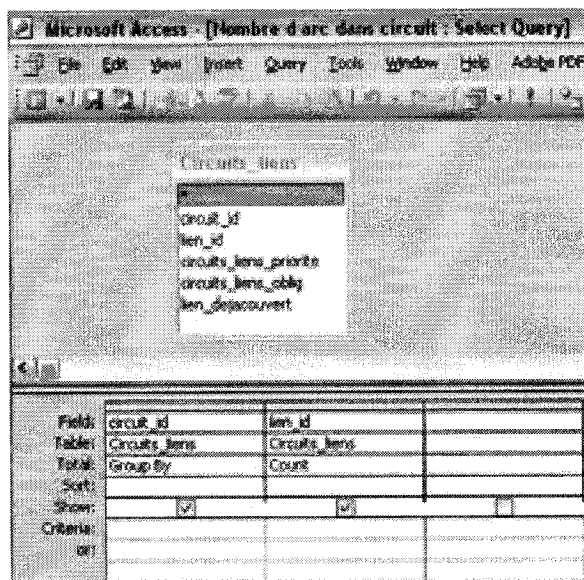 Microsoft Access - [Nombre d'arc dans circuit : Select Query]
File Edit View Insert Query Tools Window Help Adobe PDF
Circuits_liens
*
circuit_id
lien_id
circuits_liens_priorite
circuits_liens_oblig
lien_dejacouvert
Field: circuit_id lien_id
Table: Circuits_liens Circuits_liens
Total: Group By Count
Sort:
Show:
Criteria:
or: